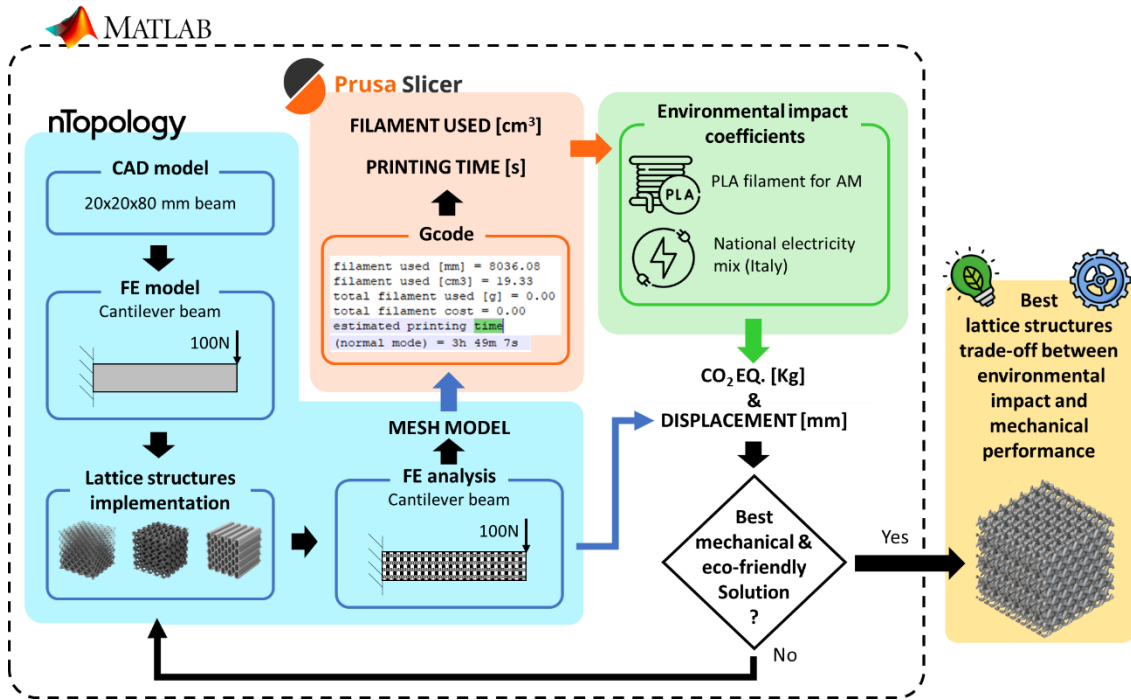 MATLAB
nTopology
CAD model
20x20x80 mm beam
FE model
Cantilever beam
100N
Lattice structures
implementation
FE analysis
Cantilever beam
100N
MESH MODEL
Prusa Slicer
FILAMENT USED [cm³]
PRINTING TIME [s]
Gcode
filament used [mm] = 8036.08
filament used [cm3] = 19.33
total filament used [g] = 0.00
total filament cost = 0.00
estimated printing time
(normal mode) = 3h 49m 7s
Environmental impact
coefficients
PLA
PLA filament for AM
National electricity
mix (Italy)
CO₂ EQ. [Kg]
&
DISPLACEMENT [mm]
Best
mechanical &
eco-friendly
Solution
?
Yes
No
Best
lattice structures
trade-off between
environmental
impact and
mechanical
performance